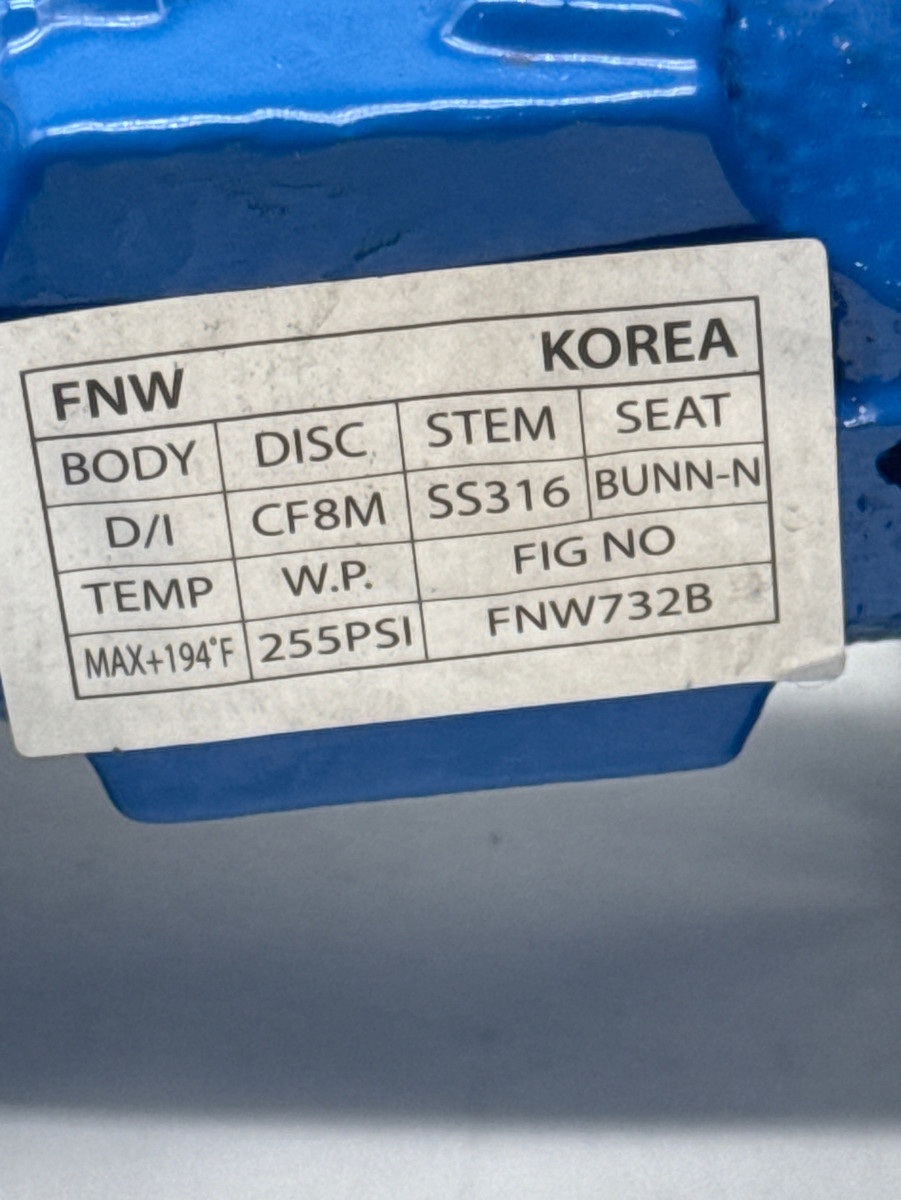 FNW KOREA
BODY DISC STEM SEAT
D/I CF8M SS316 BUNN-N
TEMP W.P. FIG NO
MAX+194°F 255PSI FNW732B